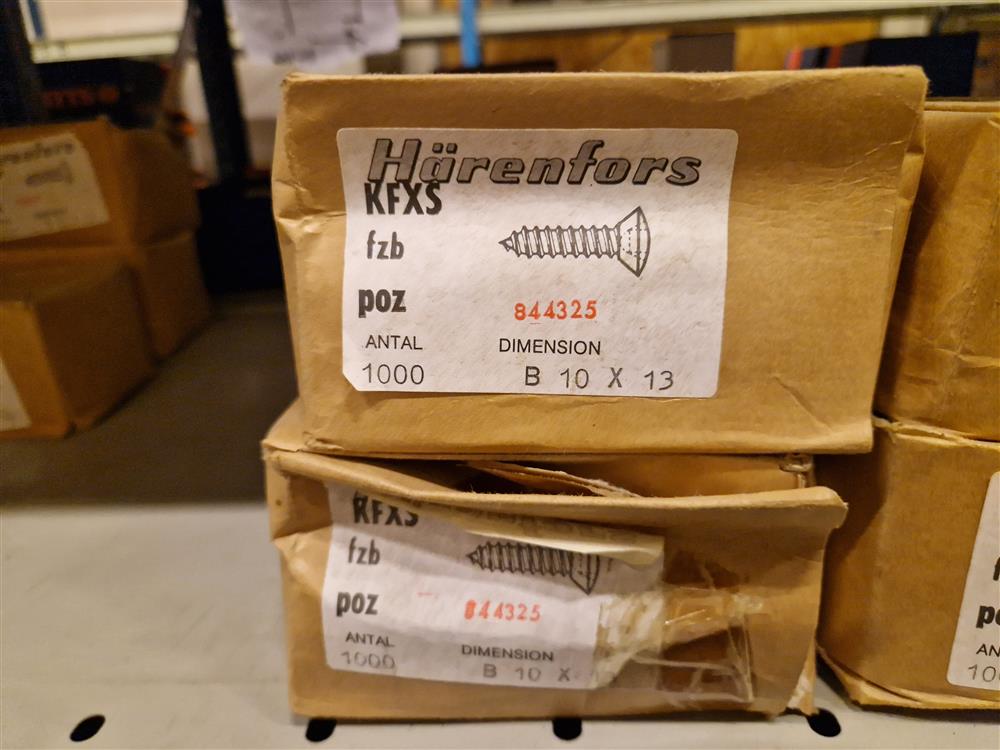 Härenfors
KFXS
fzb
poz
844325
ANTAL DIMENSION
1000 B 10 X 13
KFXS
fzb
poz
844325
ANTAL DIMENSION
1000 B 10 X